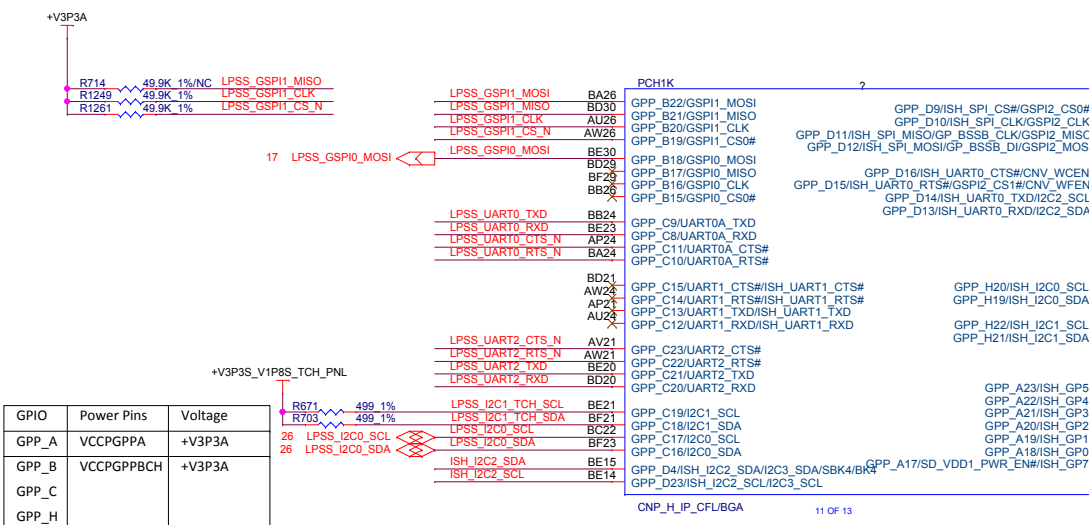 +V3P3A
R714 49.9K_1%/NC LPSS_GSPI1_MISO
R1249 49.9K_1% LPSS_GSPI1_CLK
R1261 49.9K_1% LPSS_GSPI1_CS_N
PCH1K
?
LPSS_GSPI1_MOSI BA26 GPP_B22/GSPI1_MOSI
LPSS_GSPI1_MISO BD30 GPP_B21/GSPI1_MISO
LPSS_GSPI1_CLK AU26 GPP_B20/GSPI1_CLK
LPSS_GSPI1_CS_N AW26 GPP_B19/GSPI1_CS0#
17 LPSS_GSPI0_MOSI LPSS_GSPI0_MOSI BE30 GPP_B18/GSPI0_MOSI
BD29 GPP_B17/GSPI0_MISO
BF29 GPP_B16/GSPI0_CLK
BB26 GPP_B15/GSPI0_CS0#
LPSS_UART0_TXD BB24 GPP_C9/UART0A_TXD
LPSS_UART0_RXD BE23 GPP_C8/UART0A_RXD
LPSS_UART0_CTS_N AP24 GPP_C11/UART0A_CTS#
LPSS_UART0_RTS_N BA24 GPP_C10/UART0A_RTS#
BD21 GPP_C15/UART1_CTS#/ISH_UART1_CTS#
AW24 GPP_C14/UART1_RTS#/ISH_UART1_RTS#
AP21 GPP_C13/UART1_TXD/ISH_UART1_TXD
AU24 GPP_C12/UART1_RXD/ISH_UART1_RXD
LPSS_UART2_CTS_N AV21 GPP_C23/UART2_CTS#
LPSS_UART2_RTS_N AW21 GPP_C22/UART2_RTS#
LPSS_UART2_TXD BE20 GPP_C21/UART2_TXD
LPSS_UART2_RXD BD20 GPP_C20/UART2_RXD
+V3P3S_V1P8S_TCH_PNL
R671 499_1% LPSS_I2C1_TCH_SCL BE21 GPP_C19/I2C1_SCL
R703 499_1% LPSS_I2C1_TCH_SDA BF21 GPP_C18/I2C1_SDA
26 LPSS_I2C0_SCL LPSS_I2C0_SCL BC22 GPP_C17/I2C0_SCL
26 LPSS_I2C0_SDA LPSS_I2C0_SDA BF23 GPP_C16/I2C0_SDA
ISH_I2C2_SDA BE15 GPP_D4/ISH_I2C2_SDA/I2C3_SDA/SBK4/BK4
ISH_I2C2_SCL BE14 GPP_D23/ISH_I2C2_SCL/I2C3_SCL
GPP_D9/ISH_SPI_CS#/GSPI2_CS0#
GPP_D10/ISH_SPI_CLK/GSPI2_CLK
GPP_D11/ISH_SPI_MISO/GP_BSSB_CLK/GSPI2_MISO
GPP_D12/ISH_SPI_MOSI/GP_BSSB_DI/GSPI2_MOS
GPP_D16/ISH_UART0_CTS#/CNV_WCEN
GPP_D15/ISH_UART0_RTS#/GSPI2_CS1#/CNV_WFEN
GPP_D14/ISH_UART0_TXD/I2C2_SCL
GPP_D13/ISH_UART0_RXD/I2C2_SDA
GPP_H20/ISH_I2C0_SCL
GPP_H19/ISH_I2C0_SDA
GPP_H22/ISH_I2C1_SCL
GPP_H21/ISH_I2C1_SDA
GPP_A23/ISH_GP5
GPP_A22/ISH_GP4
GPP_A21/ISH_GP3
GPP_A20/ISH_GP2
GPP_A19/ISH_GP1
GPP_A18/ISH_GP0
GPP_A17/SD_VDD1_PWR_EN#/ISH_GP7
CNP_H_IP_CFL/BGA
11 OF 13
GPIO Power Pins Voltage
GPP_A VCCPGPPA +V3P3A
GPP_B VCCPGPPBCH +V3P3A
GPP_C
GPP_H